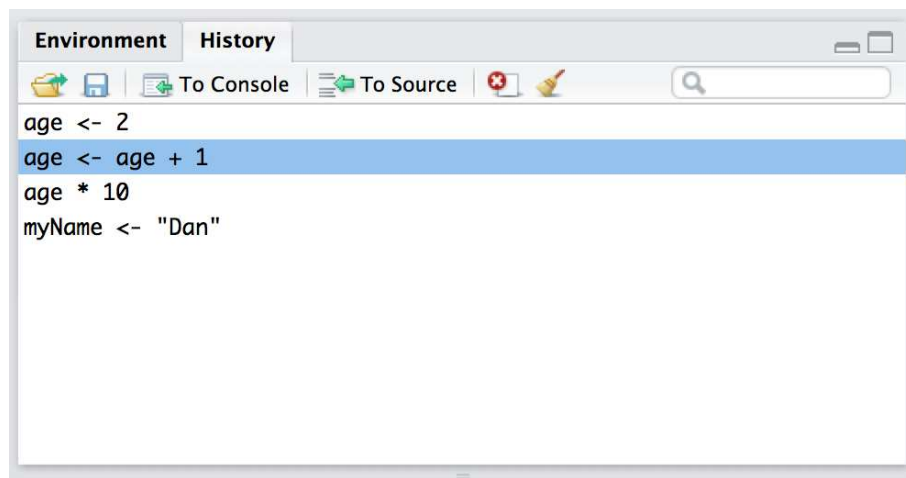 Environment History
To Console To Source
age <- 2
age <- age + 1
age * 10
myName <- "Dan"